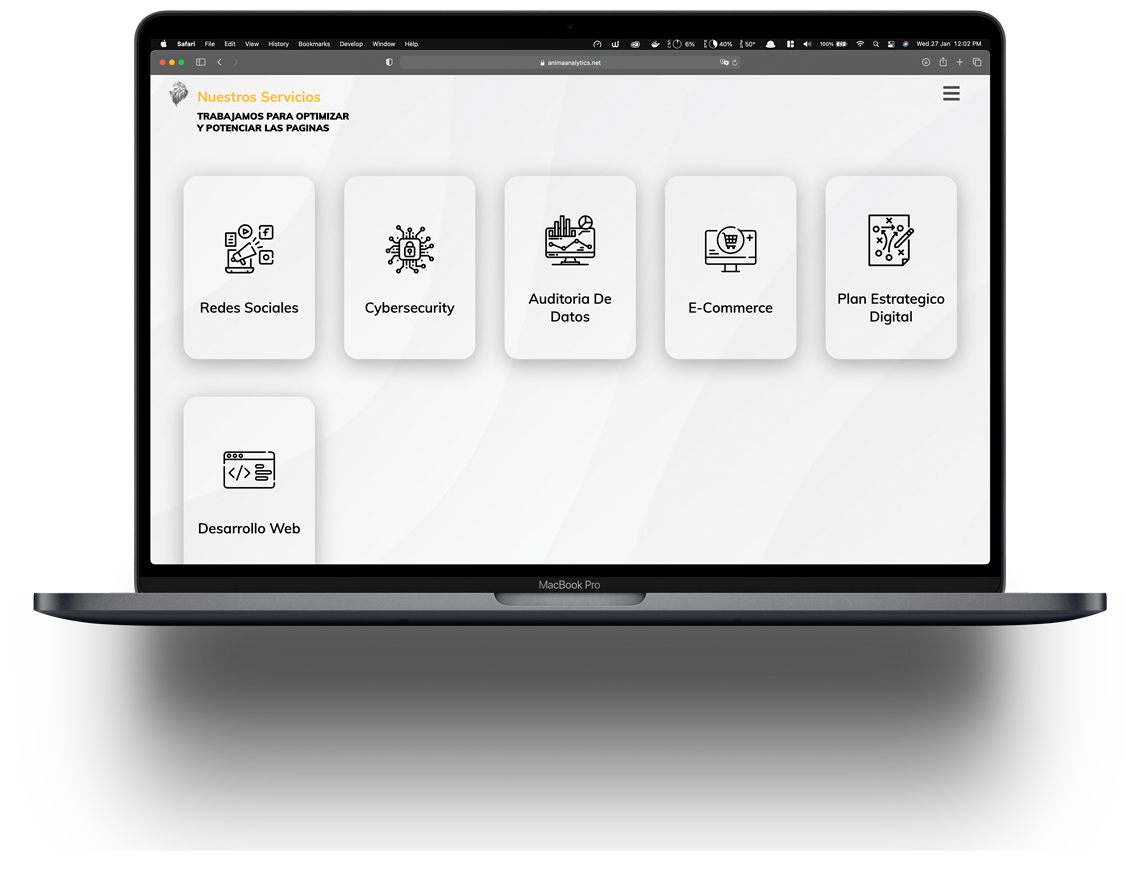 Safari File Edit View History Bookmarks Develop Window Help 6% 40% 50° 100% Wed 27 Jan 12:02 PM
animaanalytics.net
Nuestros Servicios
TRABAJAMOS PARA OPTIMIZAR
Y POTENCIAR LAS PAGINAS
Redes Sociales
Cybersecurity
Auditoria De
Datos
E-Commerce
Plan Estrategico
Digital
Desarrollo Web
MacBook Pro